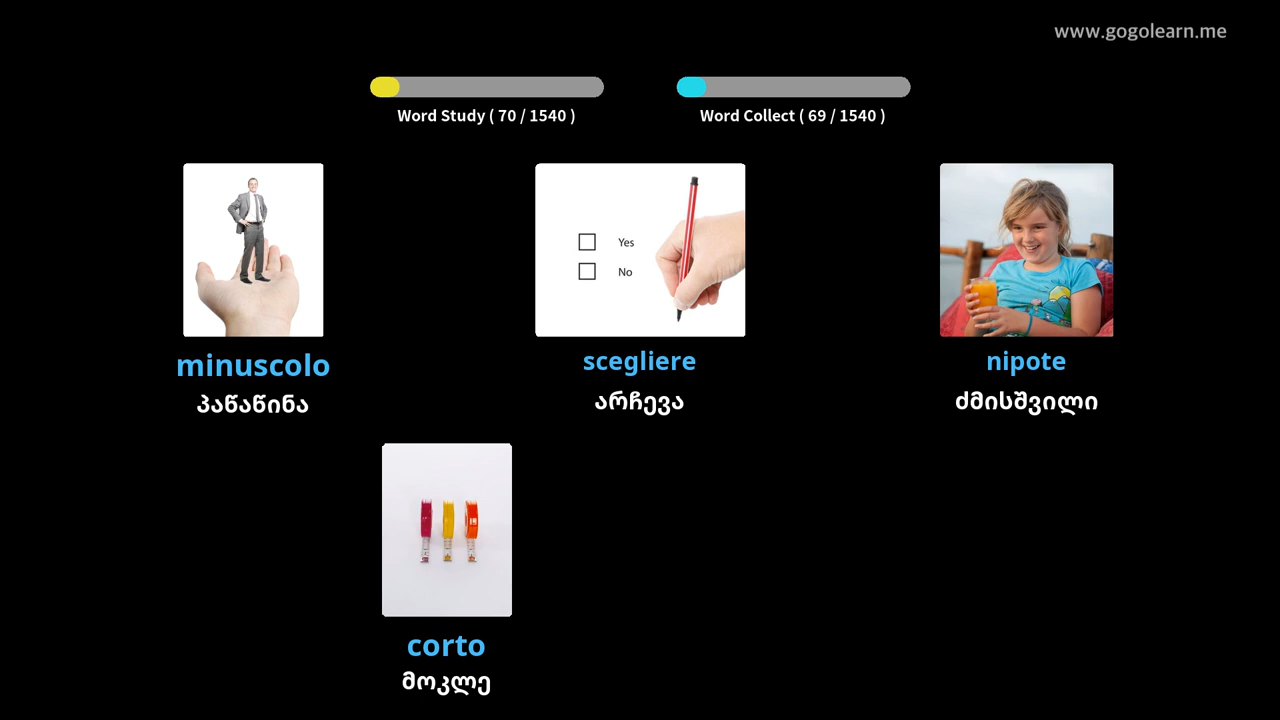 www.gogolearn.me
Word Study ( 70 / 1540 )
Word Collect ( 69 / 1540 )
Yes
No
minuscolo
scegliere
nipote
პაწაწინა
არჩევა
ძმისშვილი
corto
მოკლე